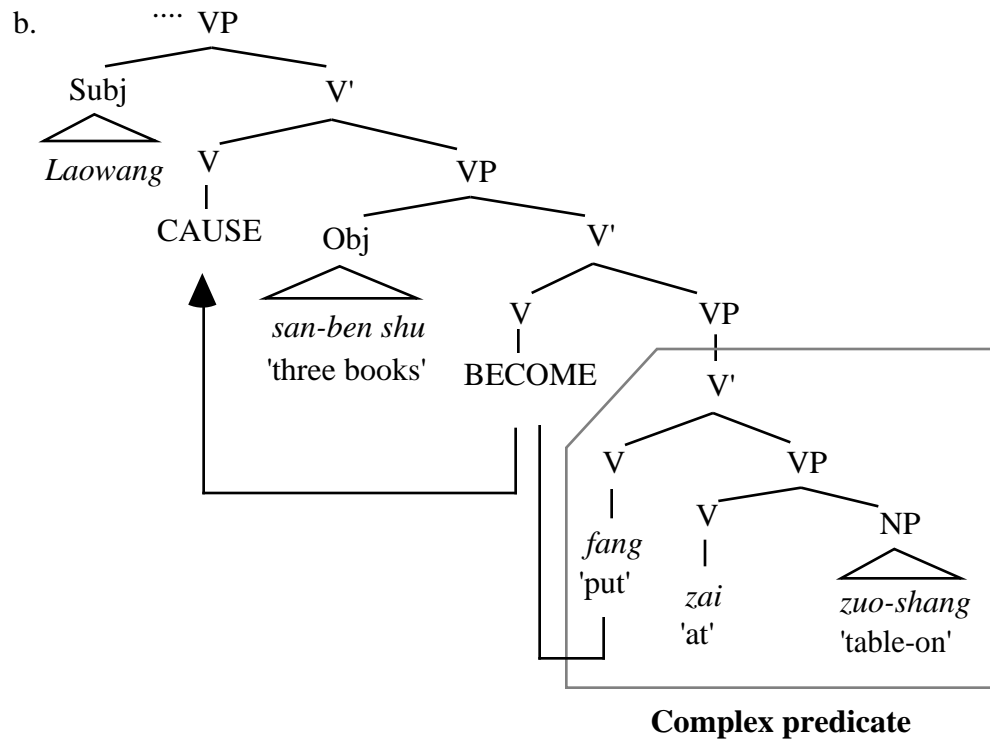 b.
.... VP
Subj V'
Laowang
V VP
CAUSE
Obj V'
san-ben shu
'three books'
V VP
BECOME
V'
V VP
fang
'put'
V NP
zai
'at'
zuo-shang
'table-on'
Complex predicate